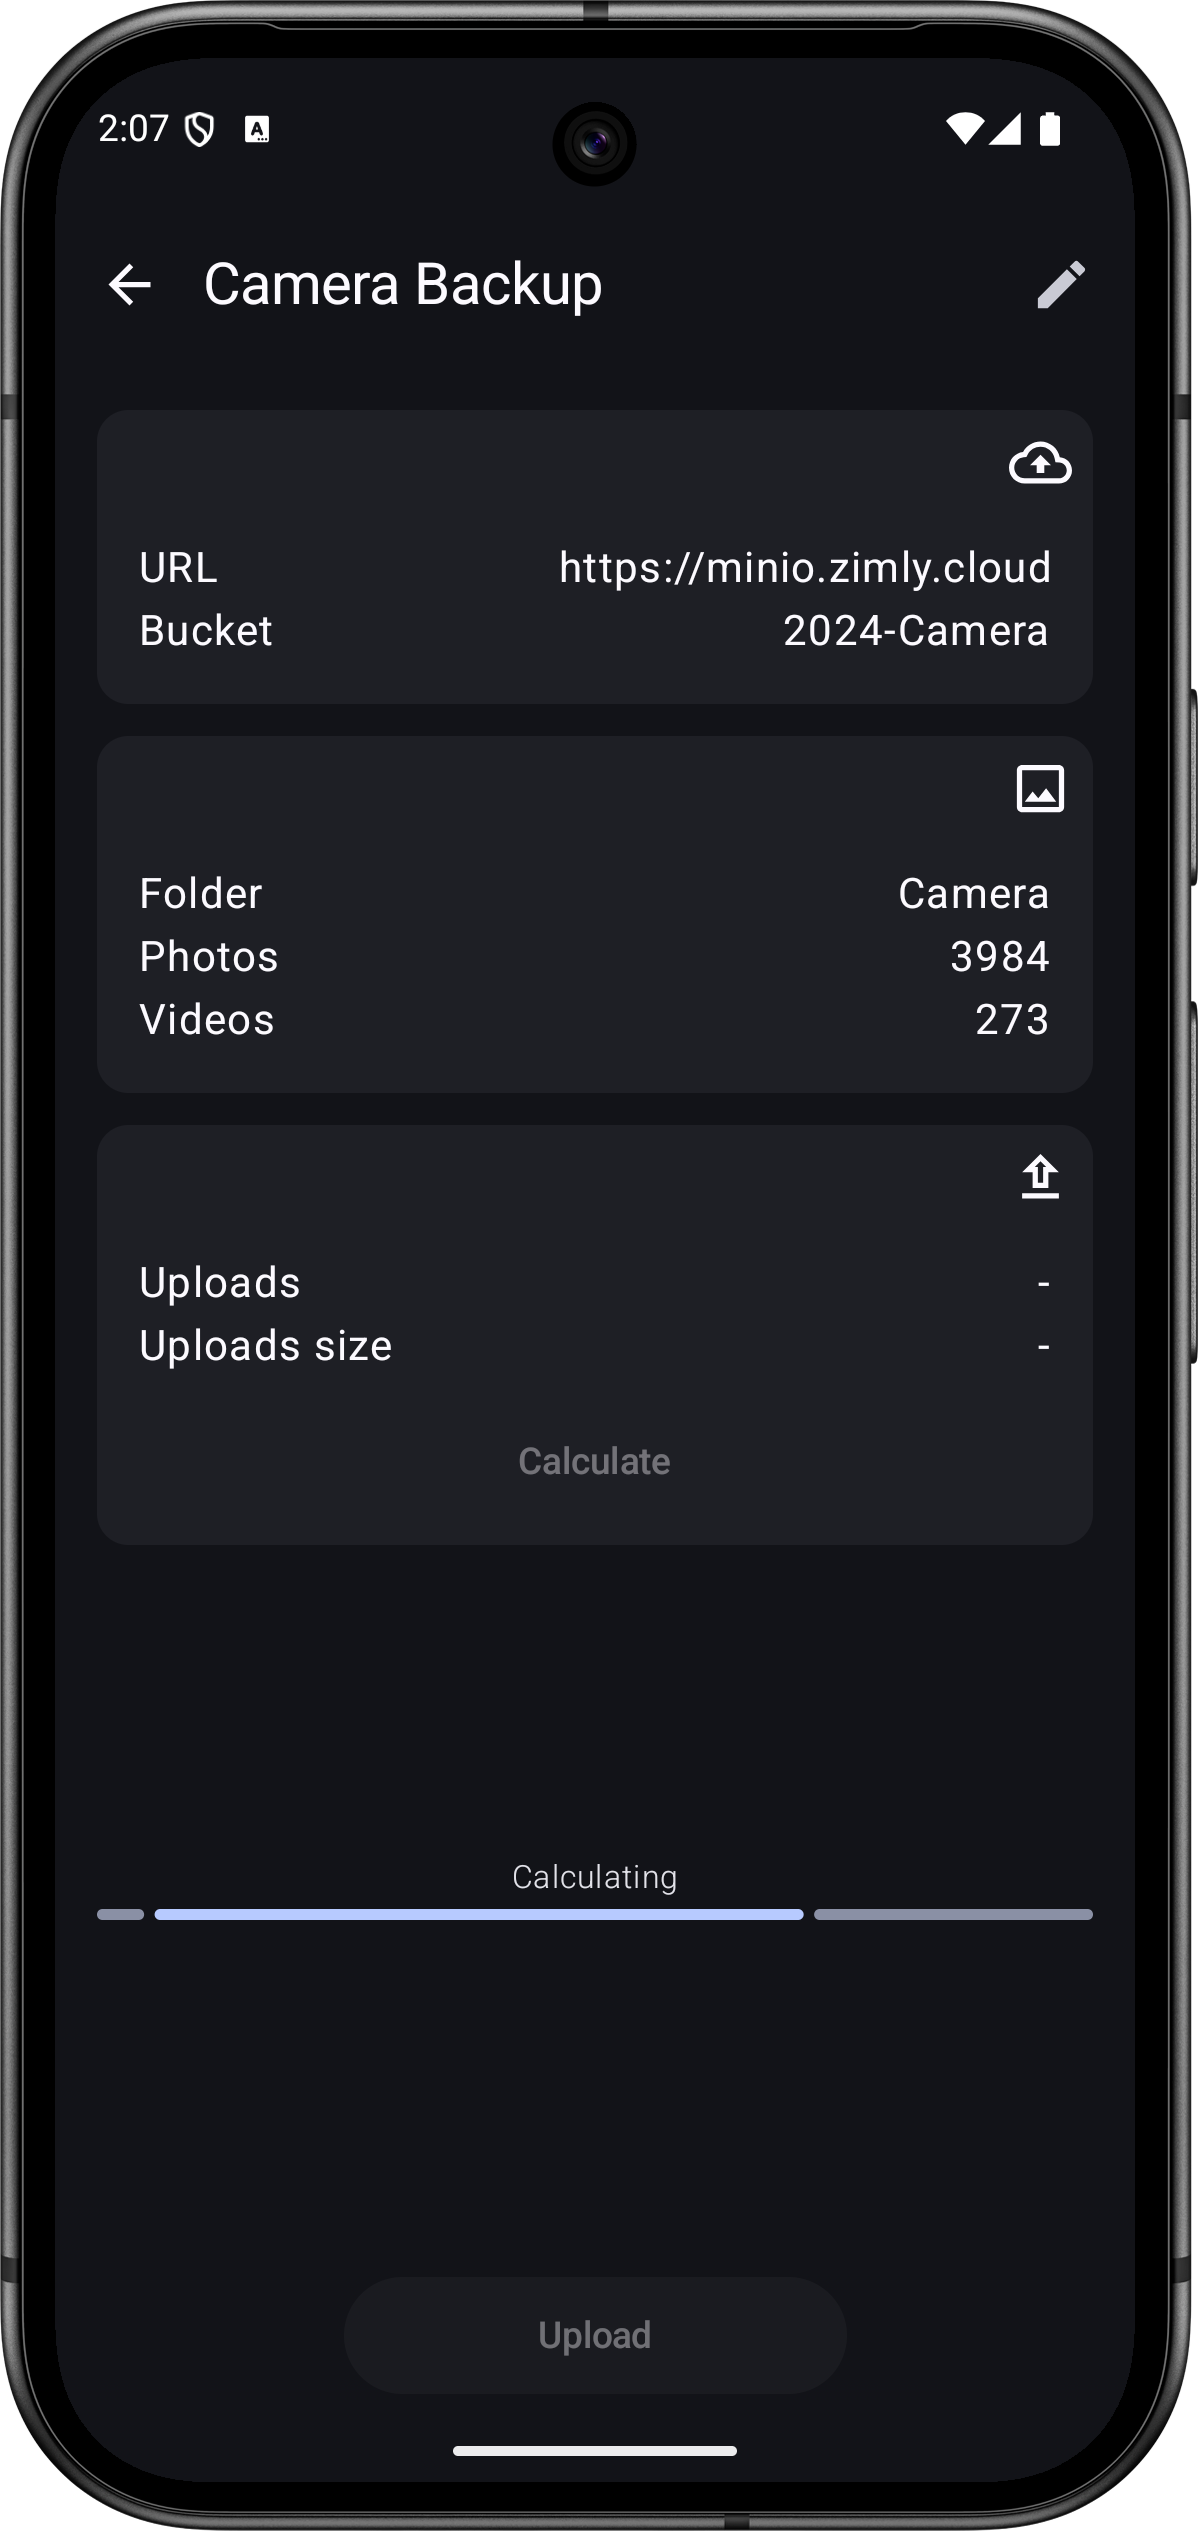 2:07
Camera Backup
URL https://minio.zimly.cloud
Bucket 2024-Camera
Folder Camera
Photos 3984
Videos 273
Uploads -
Uploads size -
Calculate
Calculating
Upload